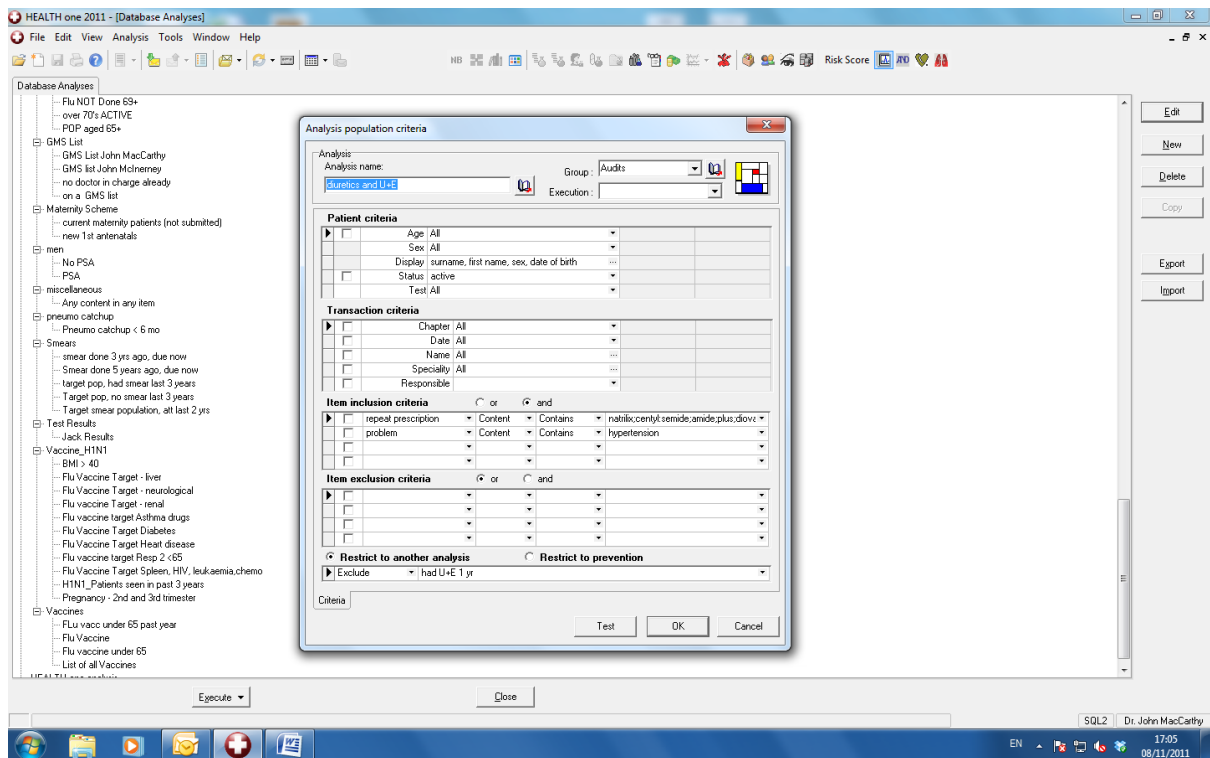 HEALTH one 2011 - [Database Analyses]
File Edit View Analysis Tools Window Help
HB Risk Score AND
Database Analyses
Flu NOT Done 69+
over 70's ACTIVE
POP aged 65+
GMS List
GMS List John MacCarthy
GMS list John McInerney
no doctor in charge already
on a GMS list
Maternity Scheme
current maternity patients (not submitted)
new 1st antenatals
men
No PSA
PSA
miscellaneous
Any content in any item
pneumo catchup
Pneumo catchup < 6 mo
Smears
smear done 3 yrs ago, due now
Smear done 5 years ago, due now
target pop, had smear last 3 years
Target pop, no smear last 3 years
Target smear population, att last 2 yrs
Test Results
Jack Results
Vaccine_H1N1
BMI > 40
Flu Vaccine Target - liver
Flu Vaccine Target - neurological
Flu vaccine Target - renal
Flu vaccine target Asthma drugs
Flu Vaccine Target Diabetes
Flu Vaccine Target Heart disease
Flu vaccine target Resp 2 <65
Flu Vaccine Target Spleen, HIV, leukaemia,chemo
H1N1_Patients seen in past 3 years
Pregnancy - 2nd and 3rd trimester
Vaccines
FLu vacc under 65 past year
Flu Vaccine
Flu vaccine under 65
List of all Vaccines
Analysis population criteria
Analysis
Analysis name:
diuretics and U+E
Group : Audits
Execution :
Patient criteria
Age All
Sex All
Display surname, first name, sex, date of birth ...
Status active
Test All
Transaction criteria
Chapter All
Date All
Name All ...
Speciality All ...
Responsible
Item inclusion criteria or and
repeat prescription Content Contains natrilix;centyl;semide;amide;plus;diova
problem Content Contains hypertension
Item exclusion criteria or and
Restrict to another analysis Restrict to prevention
Exclude had U+E 1 yr
Criteria
Test OK Cancel
Edit
New
Delete
Copy
Export
Import
Execute Close
SQL2 Dr. John MacCarthy
EN 17:05
08/11/2011